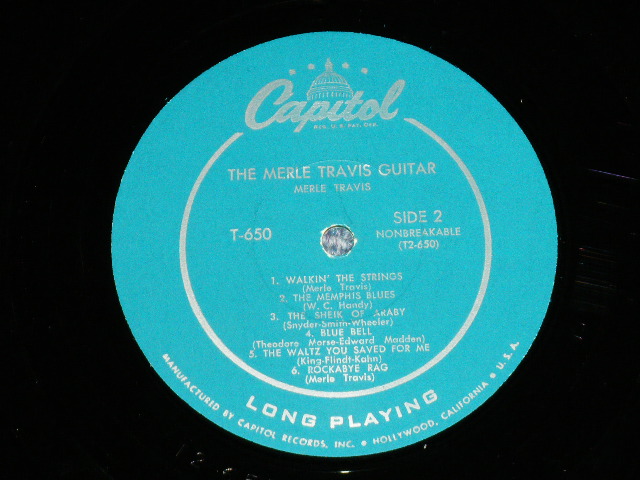 Capitol
REG. U.S. PAT. OFF.
THE MERLE TRAVIS GUITAR
MERLE TRAVIS
T-650
SIDE 2
NONBREAKABLE
(T2-650)
1. WALKIN' THE STRINGS
(Merle Travis)
2. THE MEMPHIS BLUES
(W. C. Handy)
3. THE SHEIK OF ARABY
(Snyder-Smith-Wheeler)
4. BLUE BELL
(Theodore Morse-Edward Madden)
5. THE WALTZ YOU SAVED FOR ME
(King-Flindt-Kahn)
6. ROCKABYE RAG
(Merle Travis)
LONG PLAYING
MANUFACTURED BY CAPITOL RECORDS, INC. • HOLLYWOOD, CALIFORNIA • U.S.A.